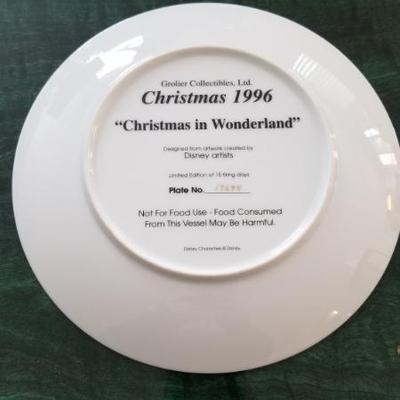 Grolier Collectibles, Ltd.
Christmas 1996
“Christmas in Wonderland”
Designed from artwork created by
Disney artists
Limited Edition of 15 firing days
Plate No.
Not For Food Use - Food Consumed
From This Vessel May Be Harmful.
Disney Characters © Disney